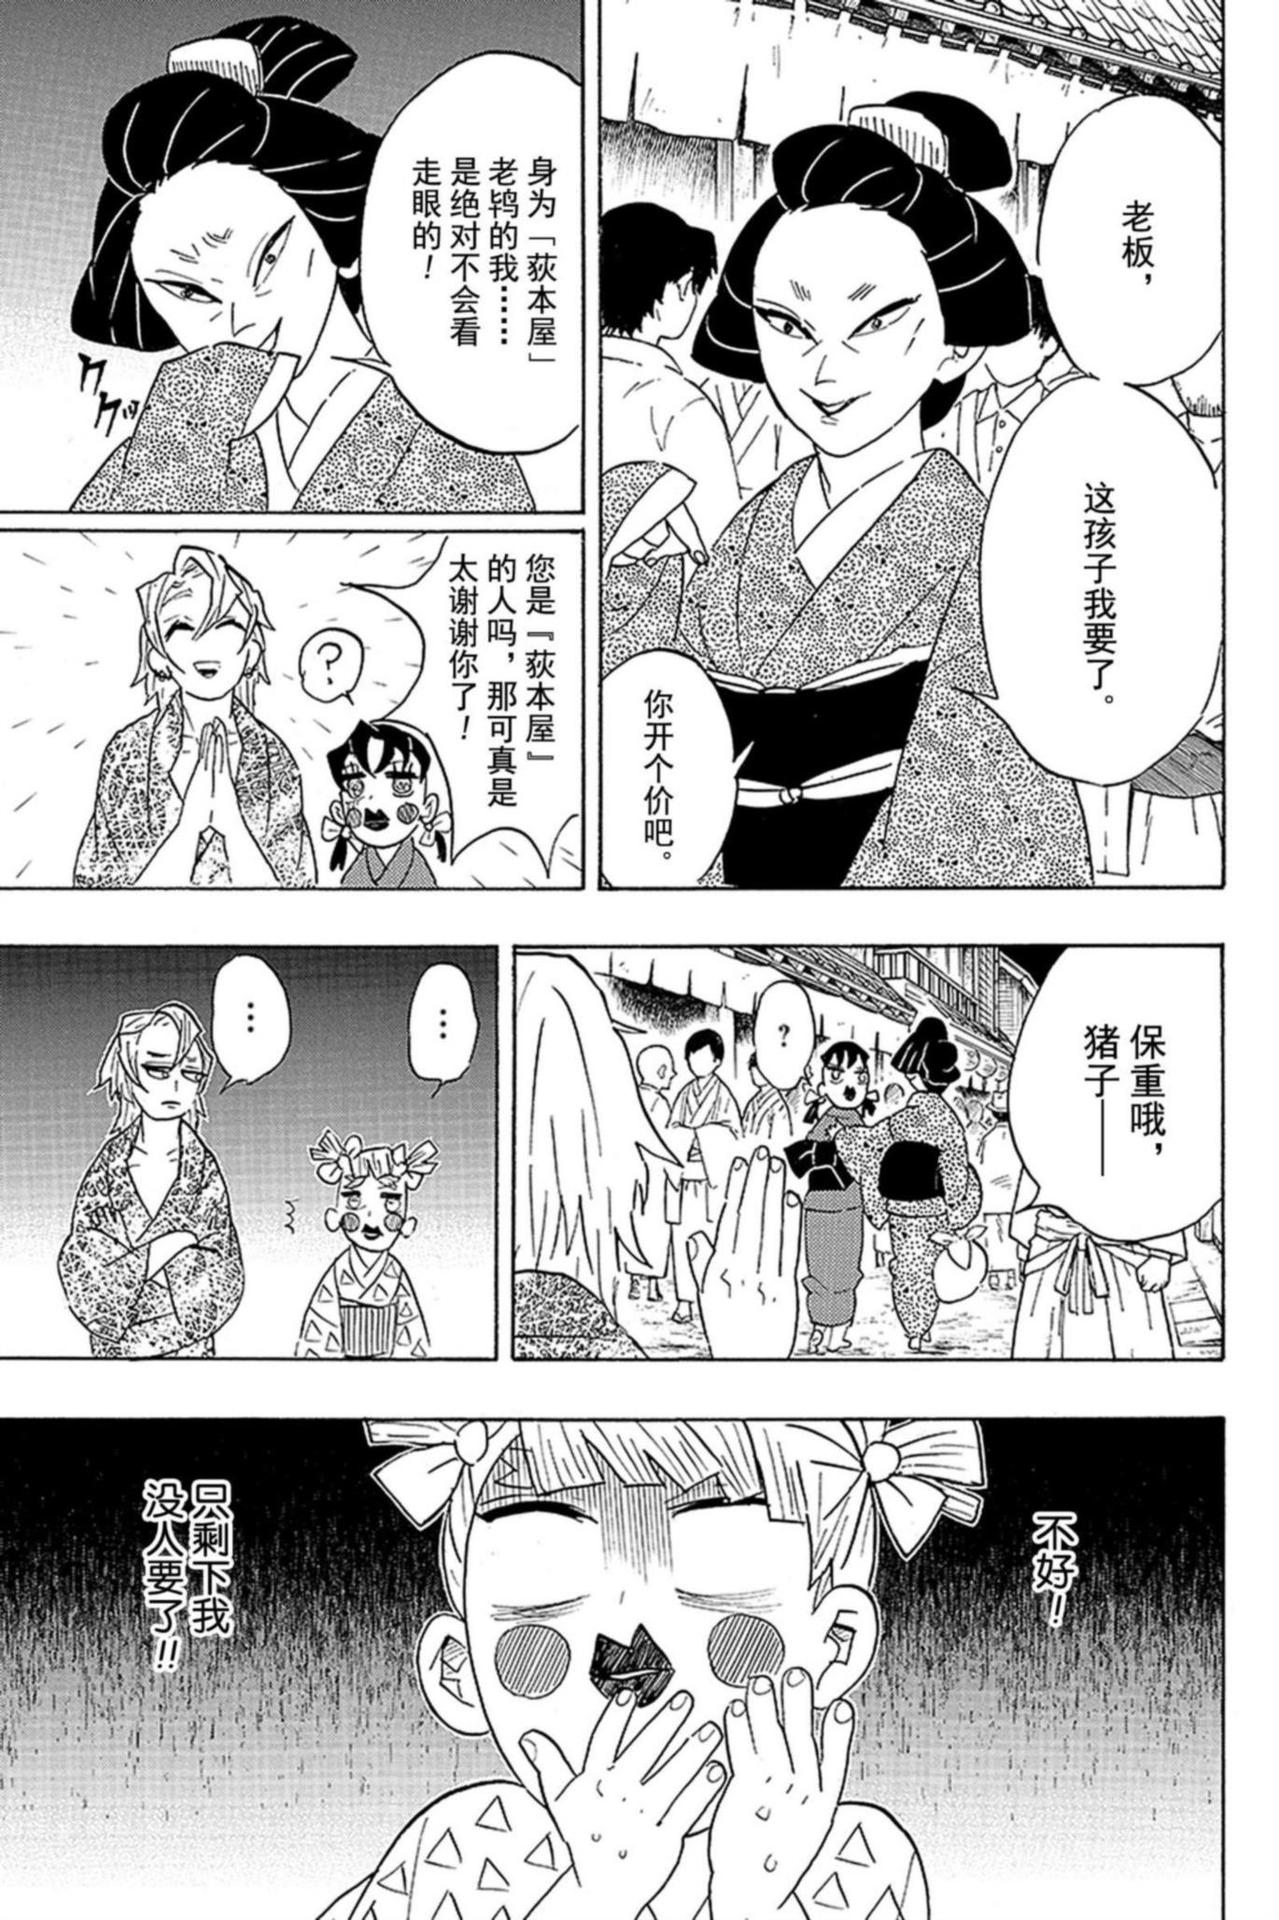 老板，
这孩子我要了。
你开个价吧。
身为「荻本屋」
老鸨的我……
是绝对不会看
走眼的！
クク
クク
您是『荻本屋』
的人吗，那可真是
太谢谢你了！
？
保重哦，
猪子——
？
…
…
不好！
只剩下我
没人要了!!